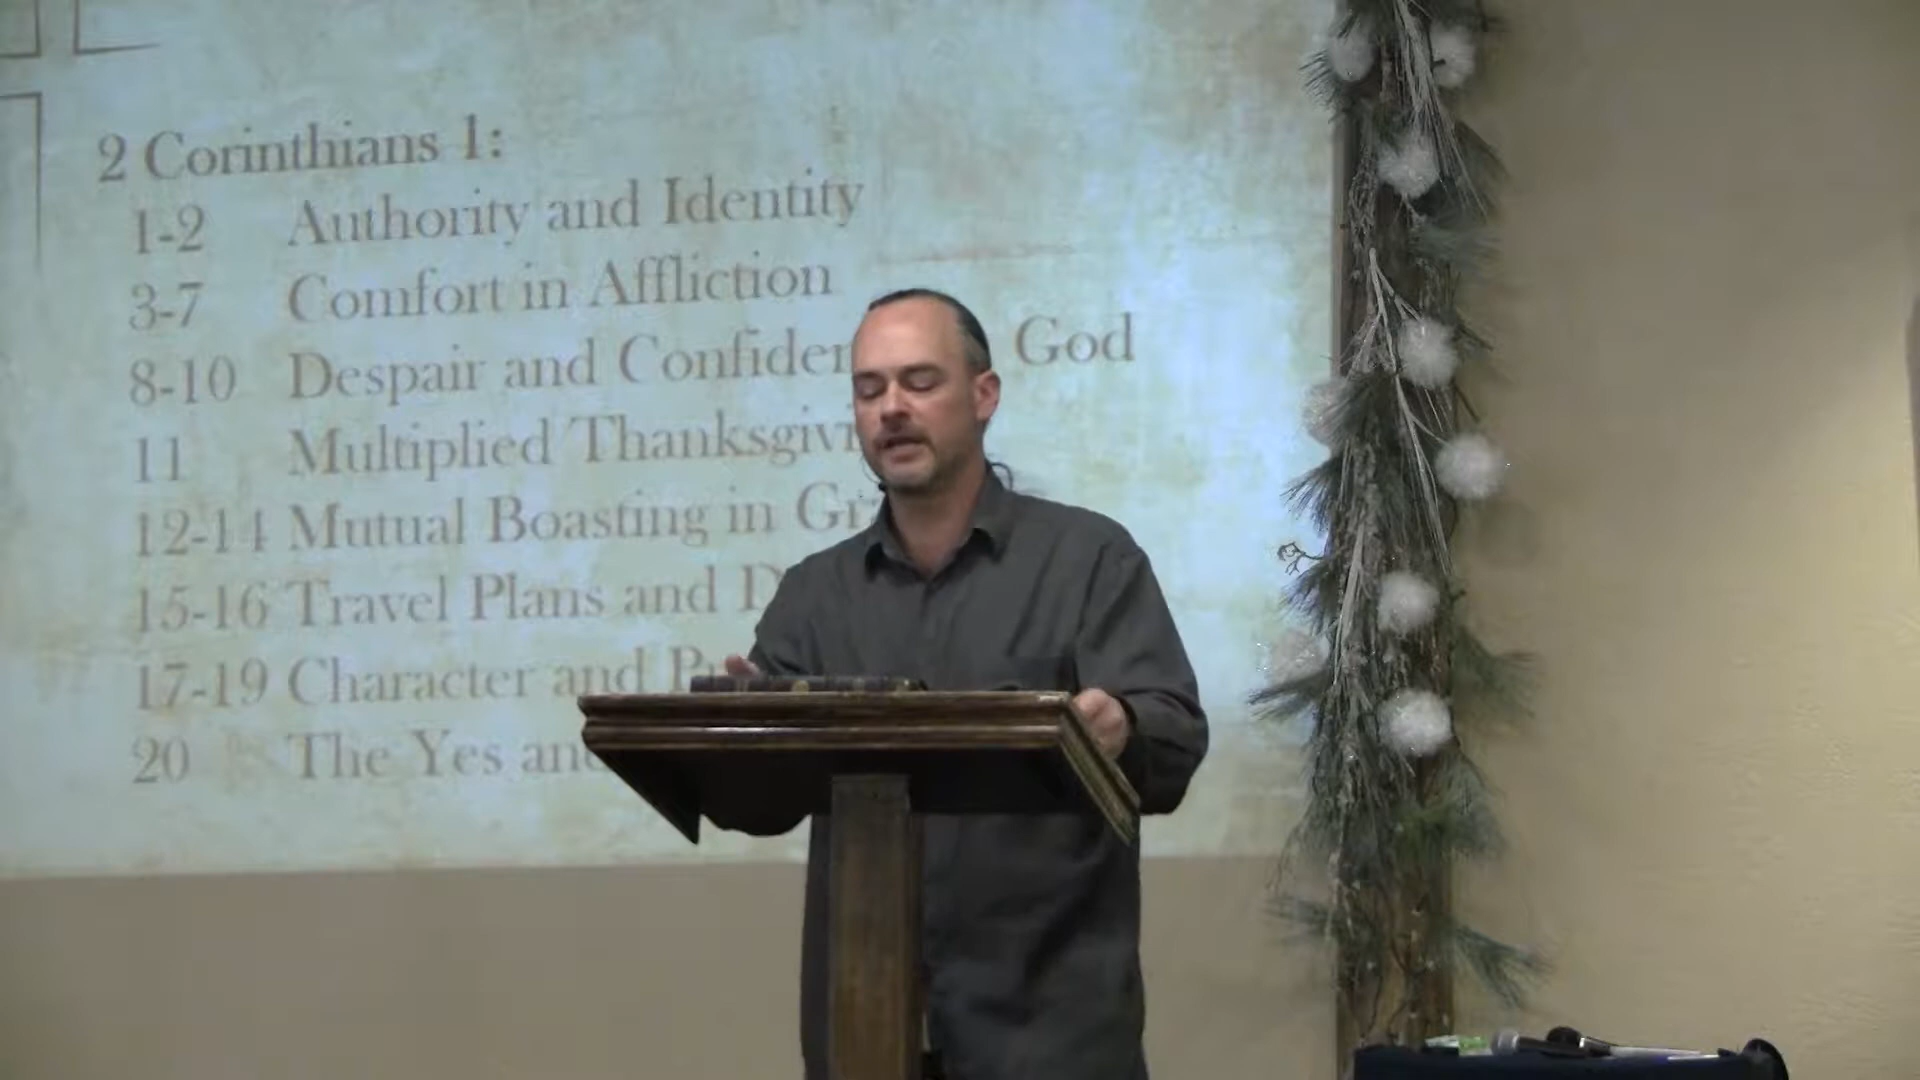 2 Corinthians 1:
1-2 Authority and Identity
3-7 Comfort in Affliction
8-10 Despair and God
11 Multiplied
12-14 Mutual Boasting in
15-16 Travel Plans and
17-19 Character and
20 The Yes